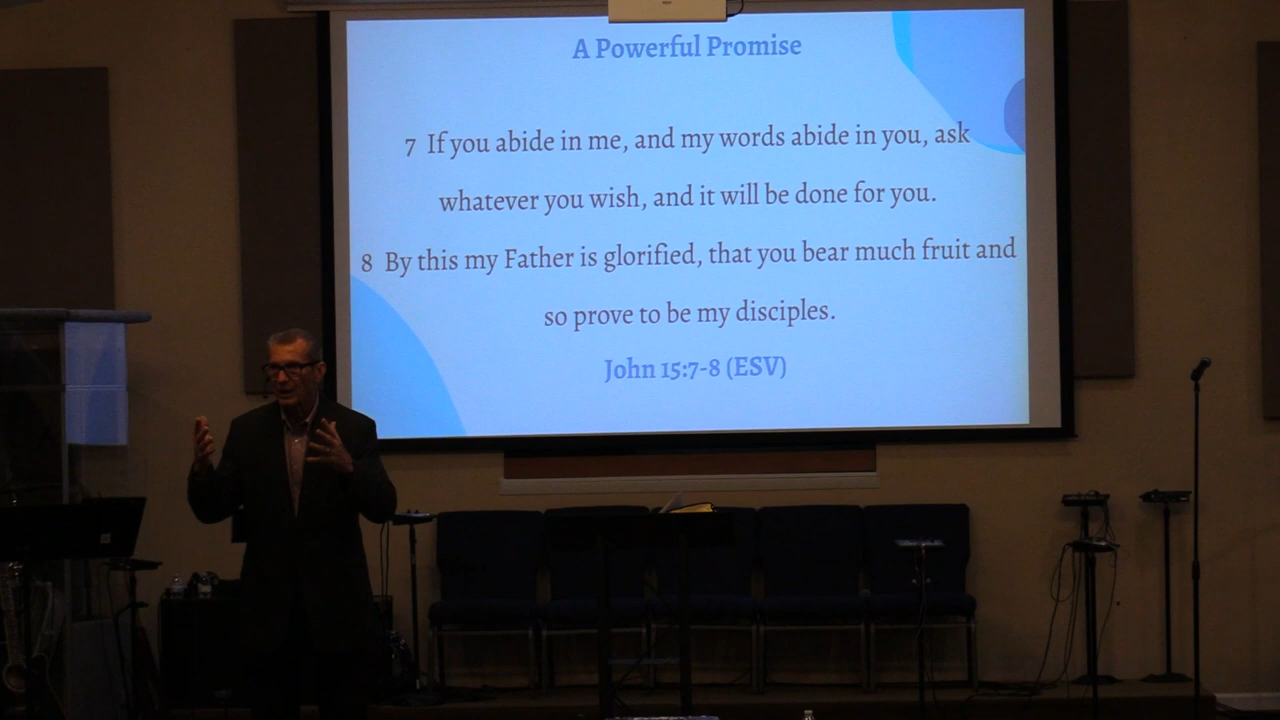 A Powerful Promise
7 If you abide in me, and my words abide in you, ask
whatever you wish, and it will be done for you.
8 By this my Father is glorified, that you bear much fruit and
so prove to be my disciples.
John 15:7-8 (ESV)